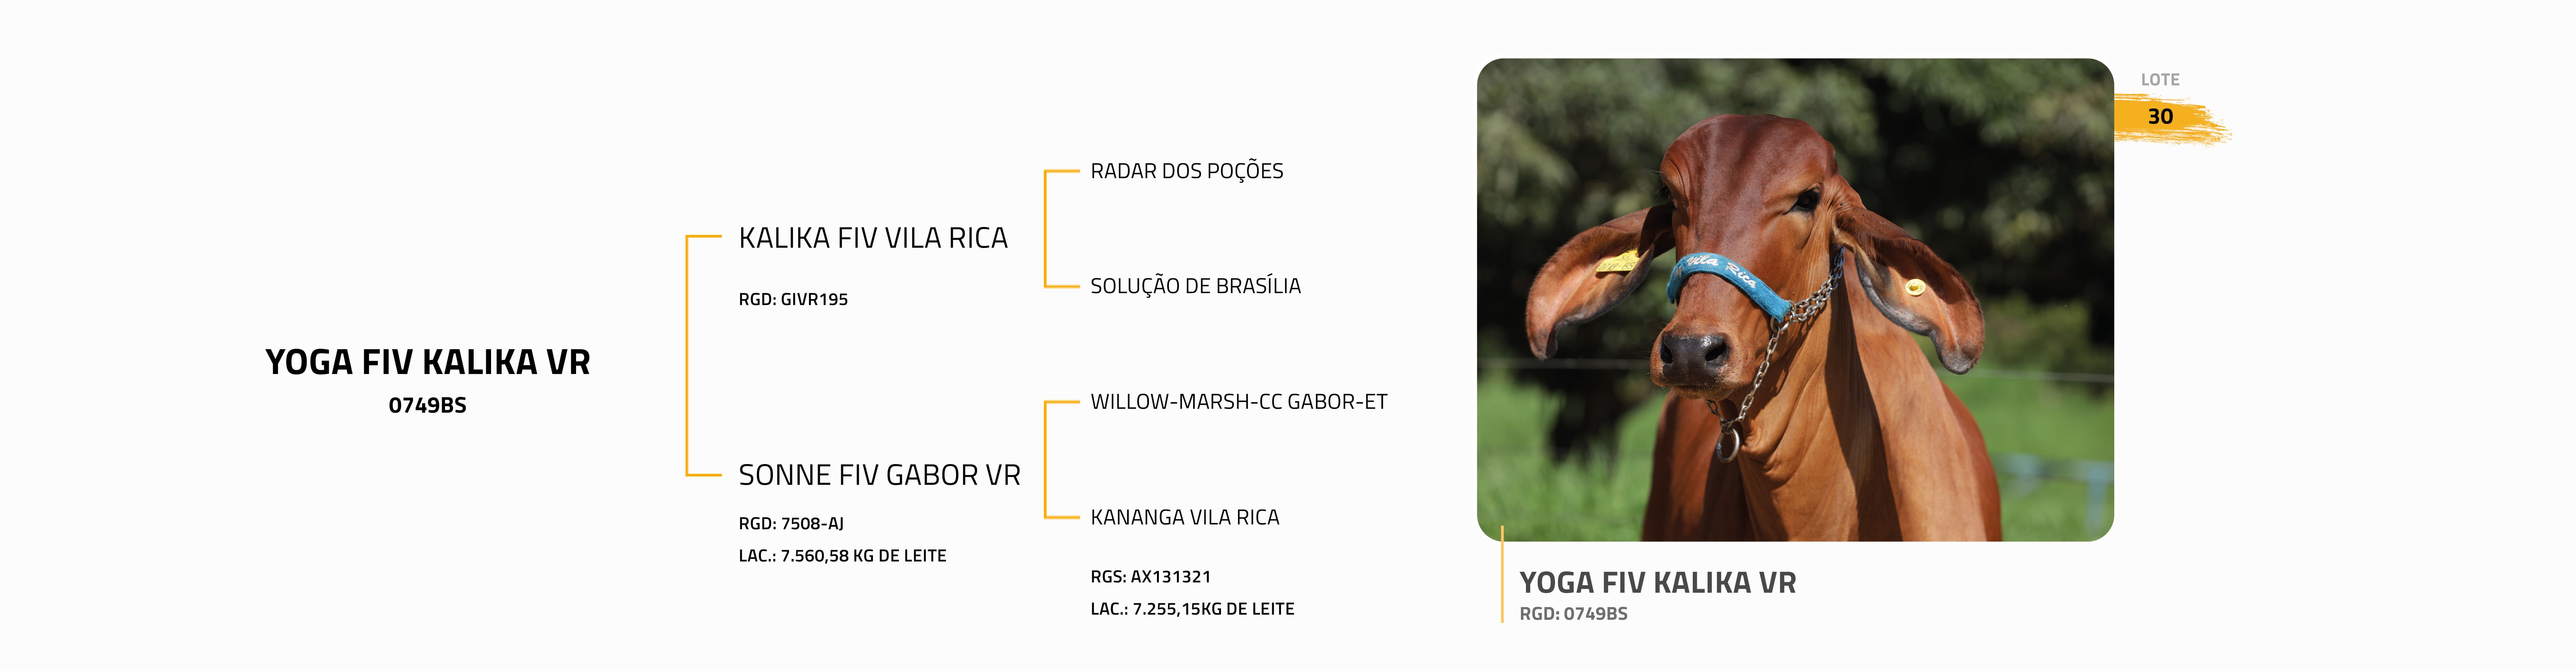 YOGA FIV KALIKA VR
0749BS
KALIKA FIV VILA RICA
RGD: GIVR195
SONNE FIV GABOR VR
RGD: 7508-AJ
LAC.: 7.560,58 KG DE LEITE
RADAR DOS POÇÕES
SOLUÇÃO DE BRASÍLIA
WILLOW-MARSH-CC GABOR-ET
KANANGA VILA RICA
RGS: AX131321
LAC.: 7.255,15KG DE LEITE
Vila Rica
LOTE
30
YOGA FIV KALIKA VR
RGD: 0749BS